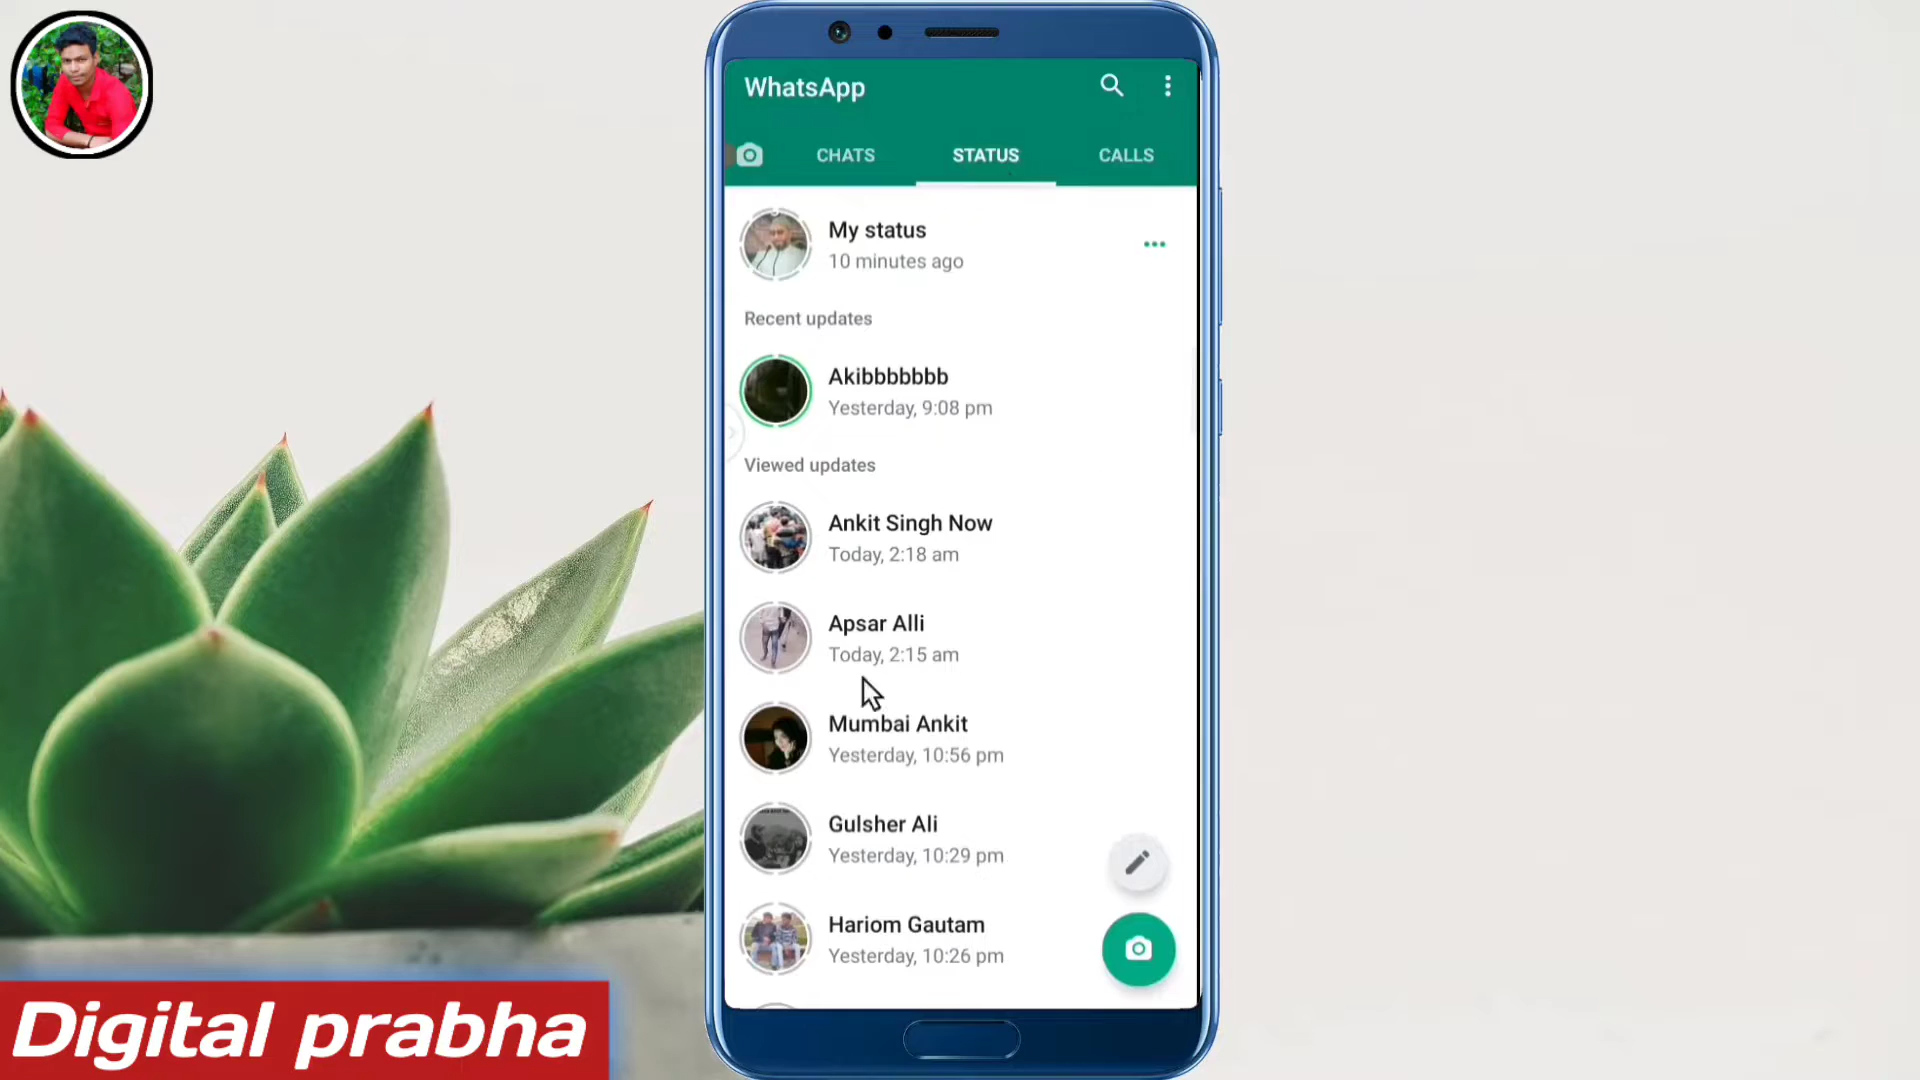 WhatsApp
CHATS
STATUS
CALLS
My status
10 minutes ago
Recent updates
Akibbbbbbb
Yesterday, 9:08 pm
Viewed updates
Ankit Singh Now
Today, 2:18 am
Apsar Alli
Today, 2:15 am
Mumbai Ankit
Yesterday, 10:56 pm
Gulsher Ali
Yesterday, 10:29 pm
Hariom Gautam
Yesterday, 10:26 pm
Digital prabha